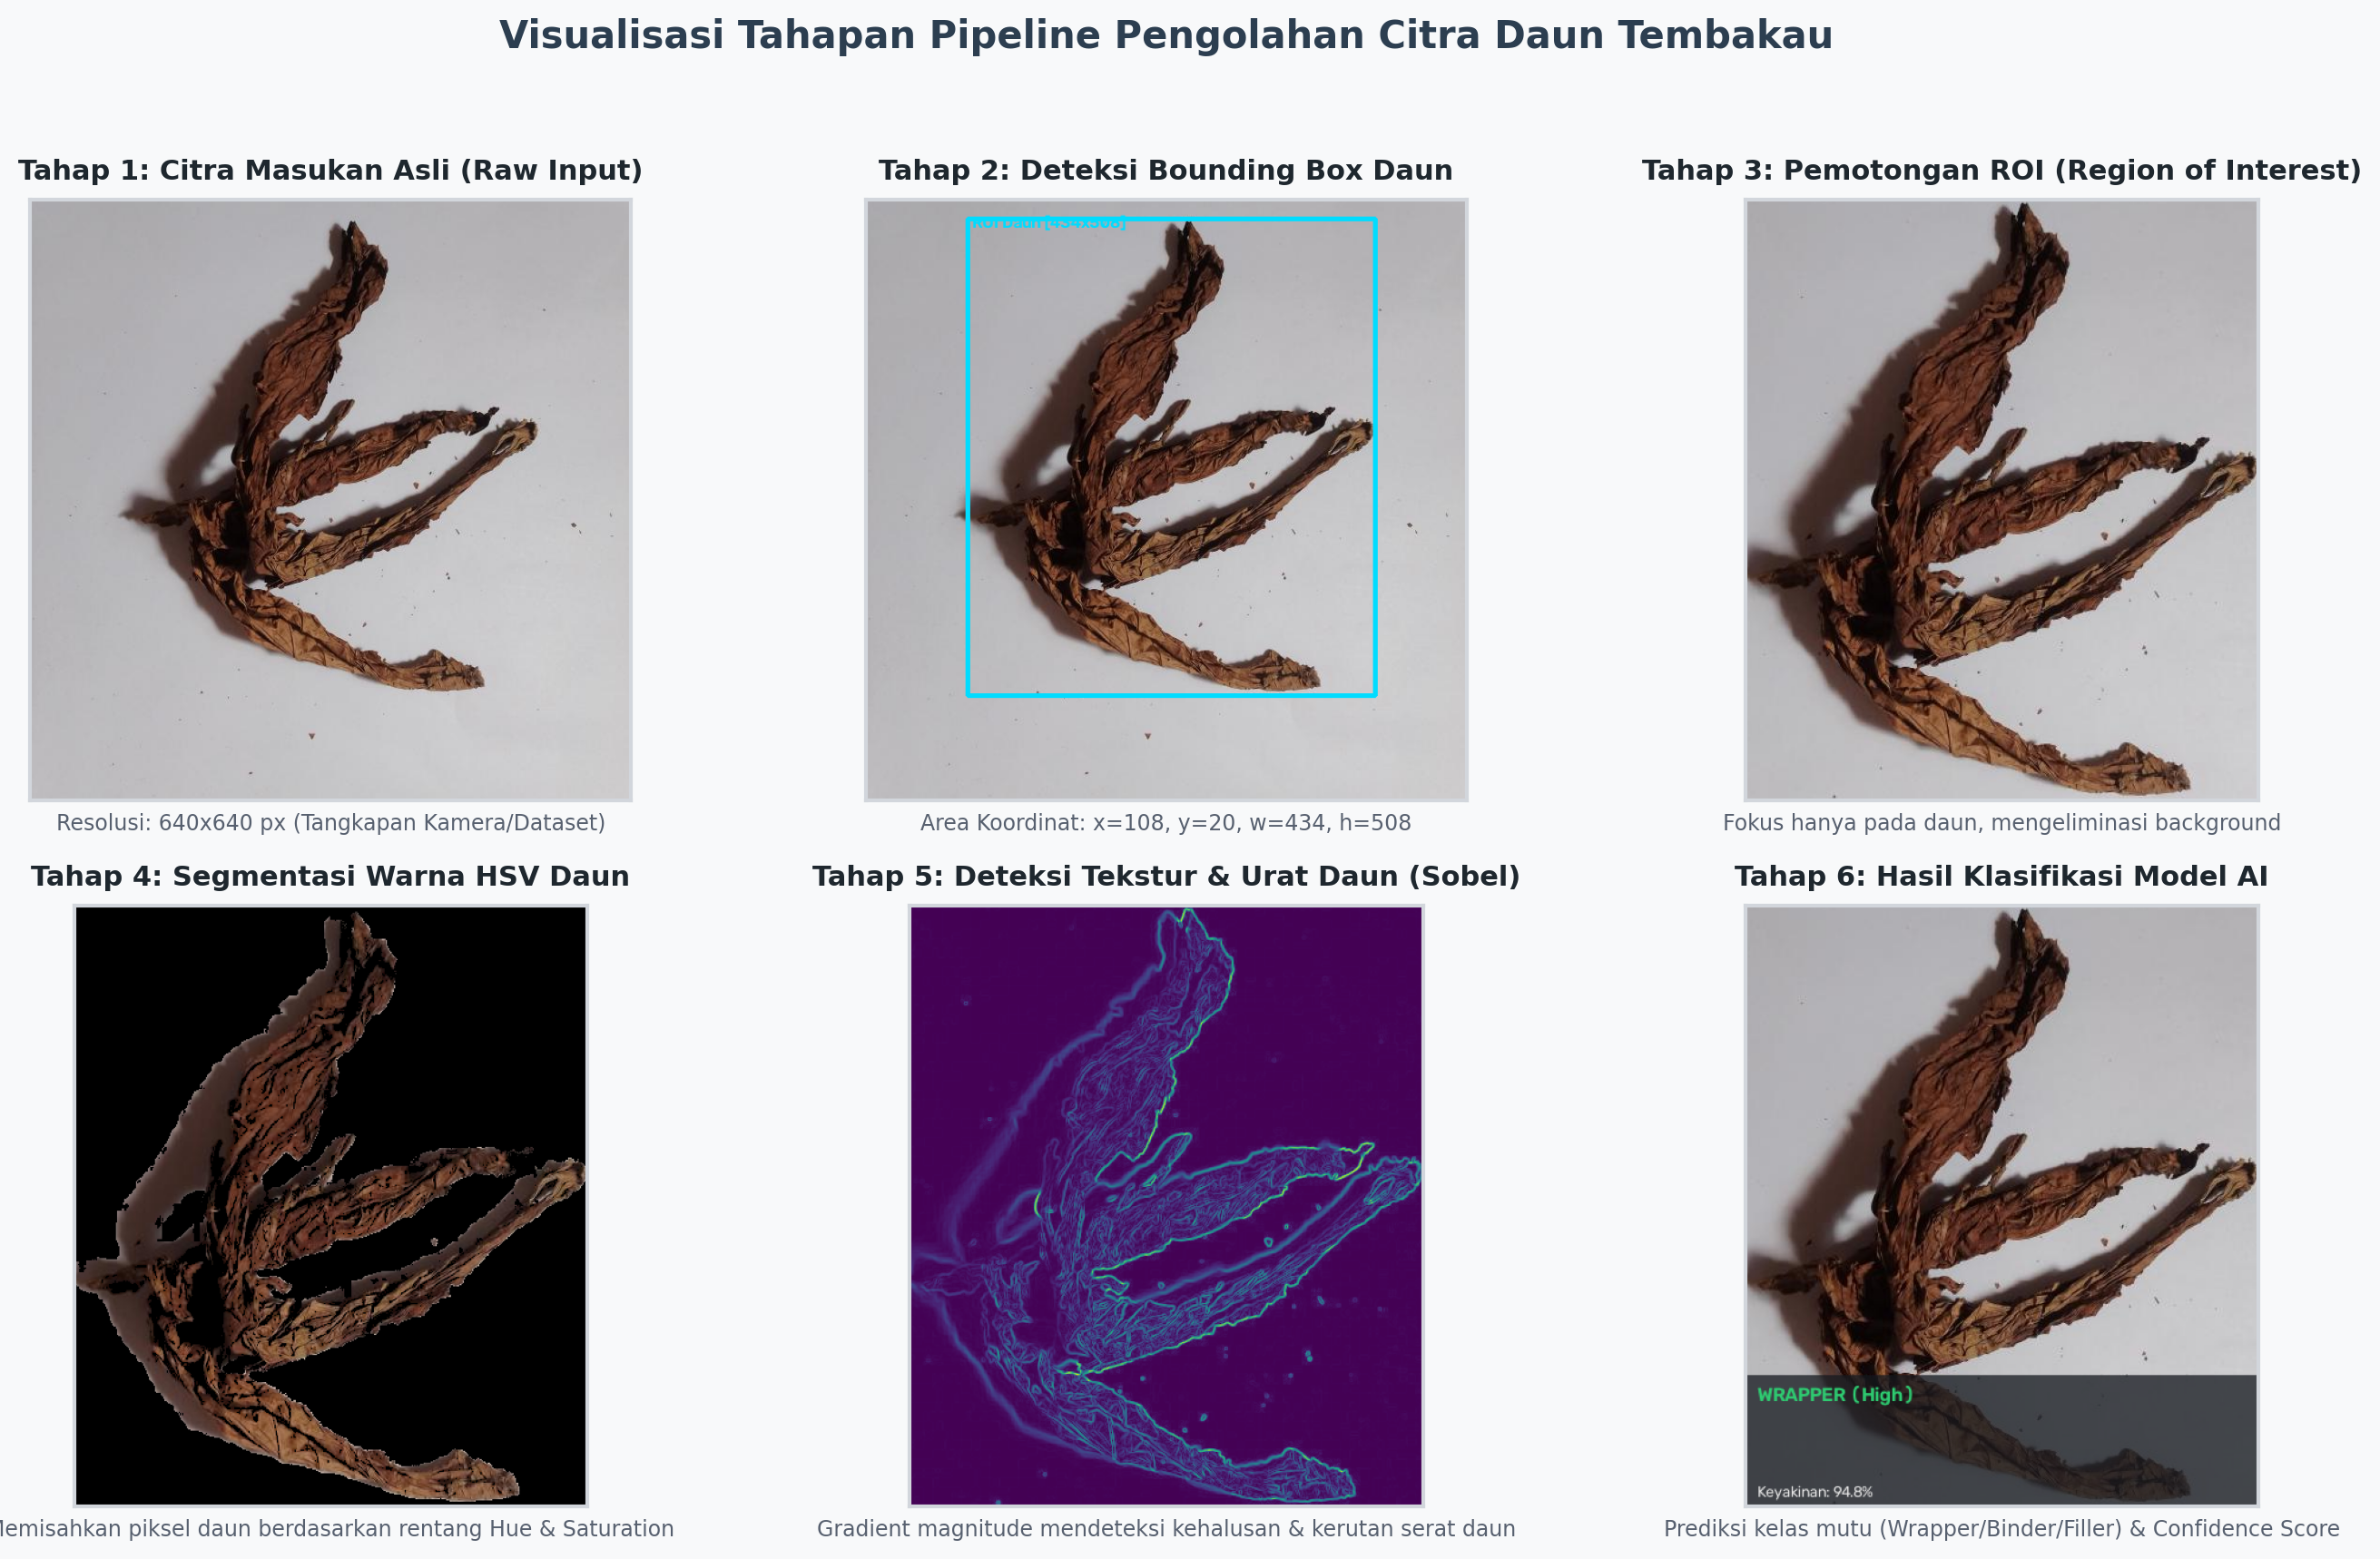 Visualisasi Tahapan Pipeline Pengolahan Citra Daun Tembakau
Tahap 1: Citra Masukan Asli (Raw Input)
Tahap 2: Deteksi Bounding Box Daun
Tahap 3: Pemotongan ROI (Region of Interest)
ROI Daun [434x508]
Resolusi: 640x640 px (Tangkapan Kamera/Dataset)
Area Koordinat: x=108, y=20, w=434, h=508
Fokus hanya pada daun, mengeliminasi background
Tahap 4: Segmentasi Warna HSV Daun
Tahap 5: Deteksi Tekstur & Urat Daun (Sobel)
Tahap 6: Hasil Klasifikasi Model AI
WRAPPER (High)
Keyakinan: 94.8%
Memisahkan piksel daun berdasarkan rentang Hue & Saturation
Gradient magnitude mendeteksi kehalusan & kerutan serat daun
Prediksi kelas mutu (Wrapper/Binder/Filler) & Confidence Score